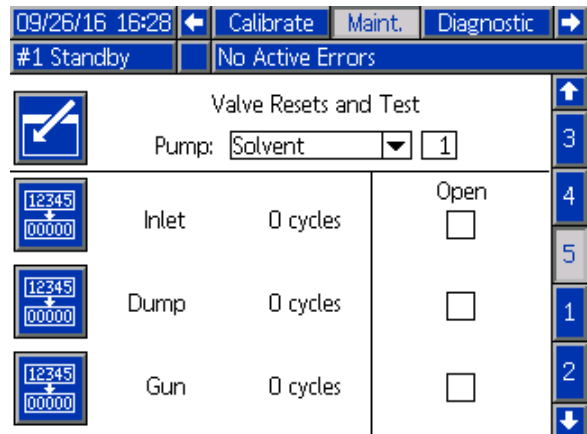 09/26/16 16:28 Calibrate Maint. Diagnostic
#1 Standby No Active Errors
Valve Resets and Test
Pump: Solvent 1
3
Open
4
12345
00000
Inlet 0 cycles
5
12345
00000
Dump 0 cycles
1
12345
00000
Gun 0 cycles
2